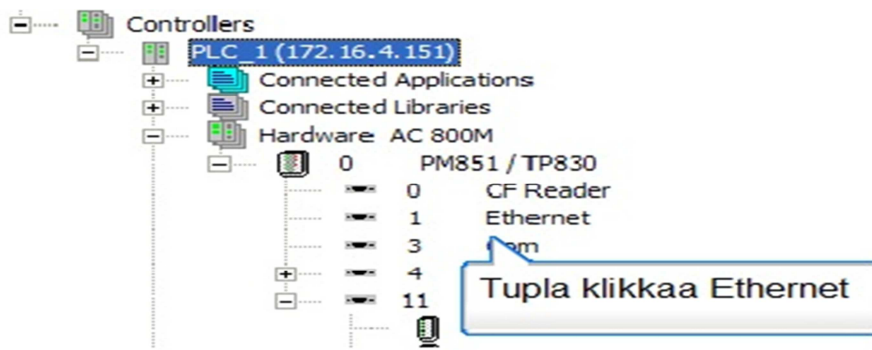 Controllers
PLC_1 (172.16.4.151)
Connected Applications
Connected Libraries
Hardware AC 800M
0 PM851 / TP830
0 CF Reader
1 Ethernet
3 Com
4
11
Tupla klikkaa Ethernet